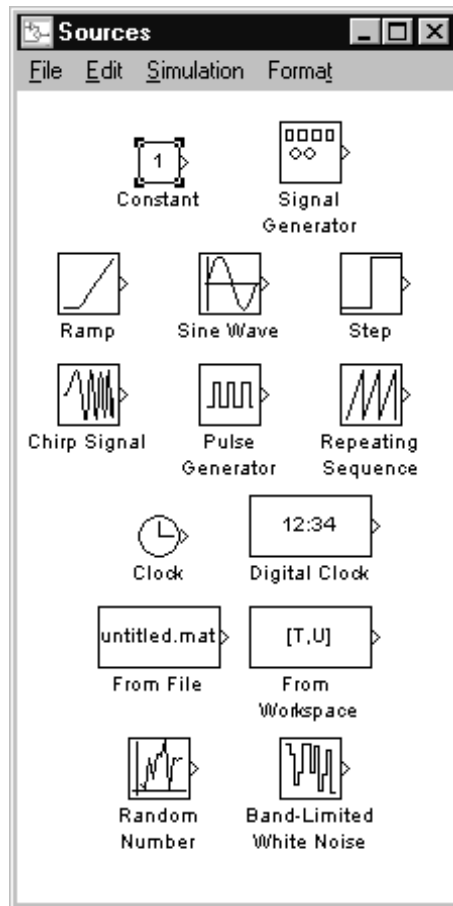 Sources
File Edit Simulation Format
1
Constant
Signal
Generator
Ramp
Sine Wave
Step
Chirp Signal
Pulse
Generator
Repeating
Sequence
Clock
12:34
Digital Clock
untitled.mat
From File
[T,U]
From
Workspace
Random
Number
Band-Limited
White Noise